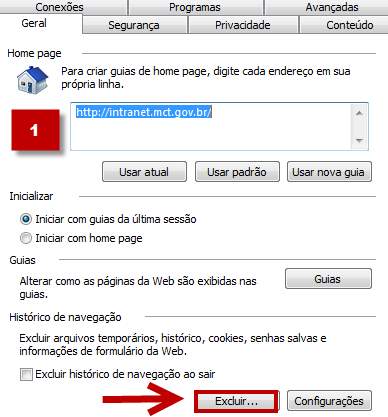 Conexões Programas Avançadas
Geral Segurança Privacidade Conteúdo
Home page
Para criar guias de home page, digite cada endereço em sua
própria linha.
1
http://intranet.mct.gov.br/
Usar atual Usar padrão Usar nova guia
Inicializar
Iniciar com guias da última sessão
Iniciar com home page
Guias
Alterar como as páginas da Web são exibidas nas
guias.
Guias
Histórico de navegação
Excluir arquivos temporários, histórico, cookies, senhas salvas e
informações de formulário da Web.
Excluir histórico de navegação ao sair
Excluir... Configurações